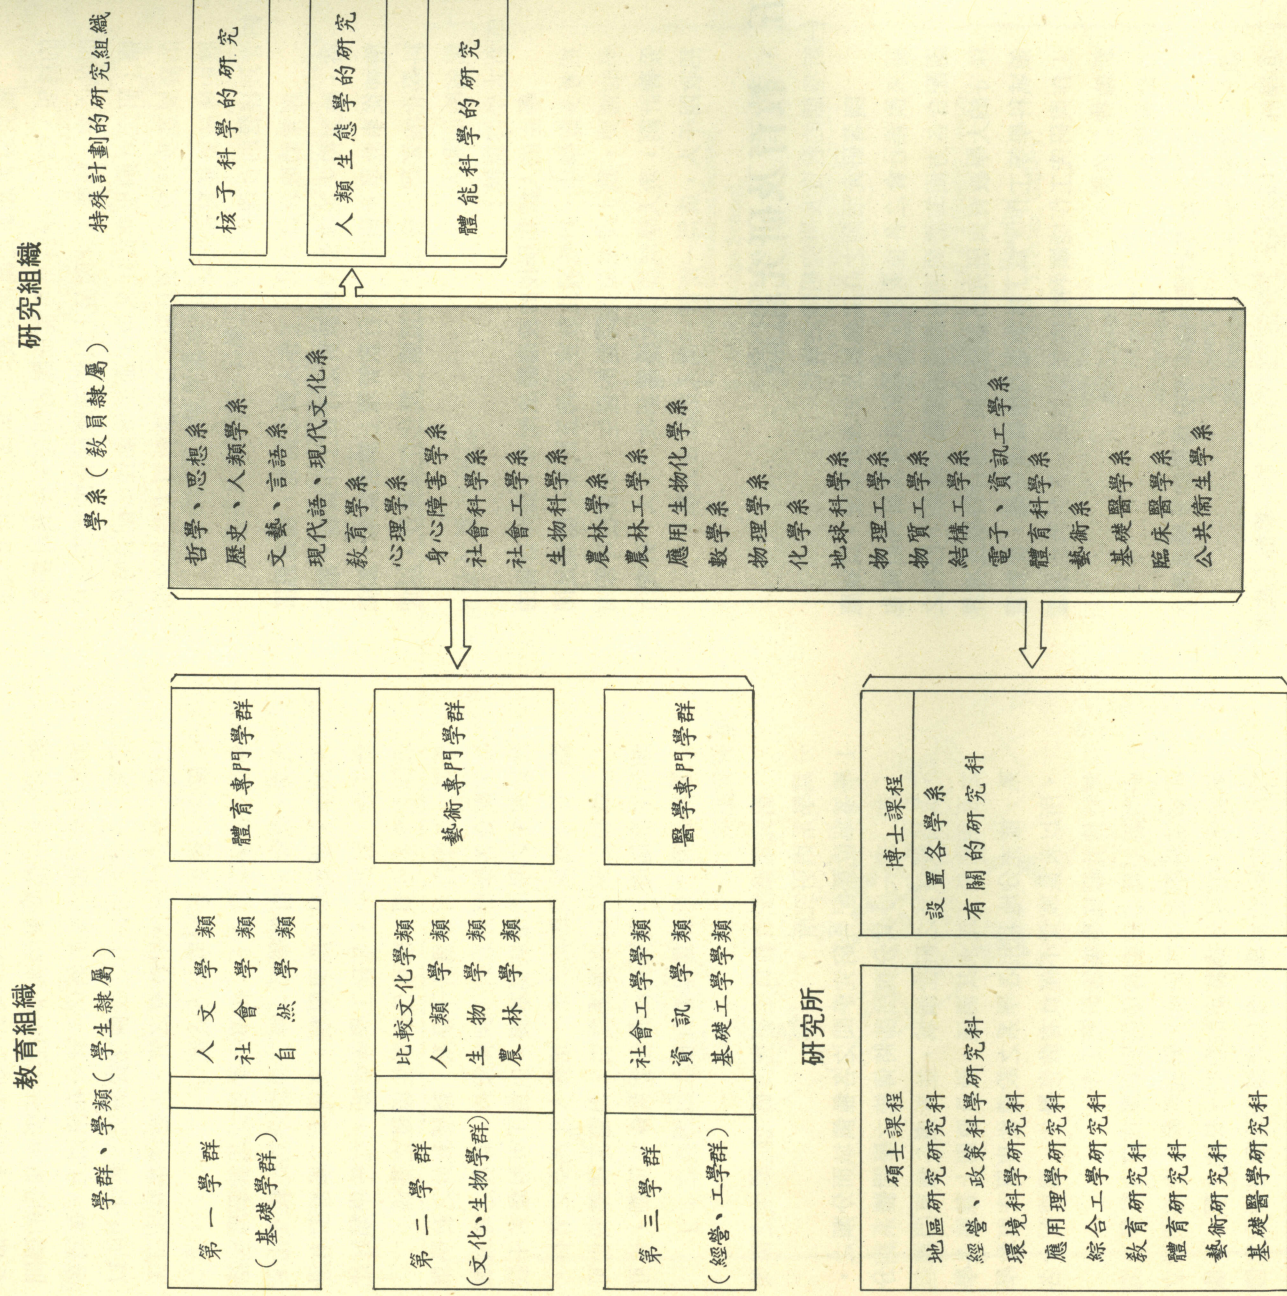 教育組織
學群、學類（學生隸屬）
第一學群
（基礎學群）
人文學類
社會學類
自然學類
體育專門學群
第二學群
（文化、生物學群）
比較文化學類
人類學類
生物學類
農林學類
藝術專門學群
第三學群
（經營、工學群）
社會工學學類
資訊學類
基礎工學學類
醫學專門學群
研究所
碩士課程
地區研究研究科
經營、政策科學研究科
環境科學研究科
應用理學研究科
綜合工學研究科
教育研究科
體育研究科
藝術研究科
基礎醫學研究科
博士課程
設置各學系
有關的研究科
研究組織
學系（教員隸屬）
哲學、思想系
歷史、人類學系
文藝、言語系
現代語、現代文化系
教育學系
心理學系
身心障害學系
社會科學系
社會工學系
生物科學系
農林學系
農林工學系
應用生物化學系
數學系
物理學系
化學系
地球科學系
物理工學系
物質工學系
結構工學系
電子、資訊工學系
體育科學系
藝術系
基礎醫學系
臨床醫學系
公共衛生學系
特殊計劃的研究組織
核子科學的研究
人類生態學的研究
體能科學的研究